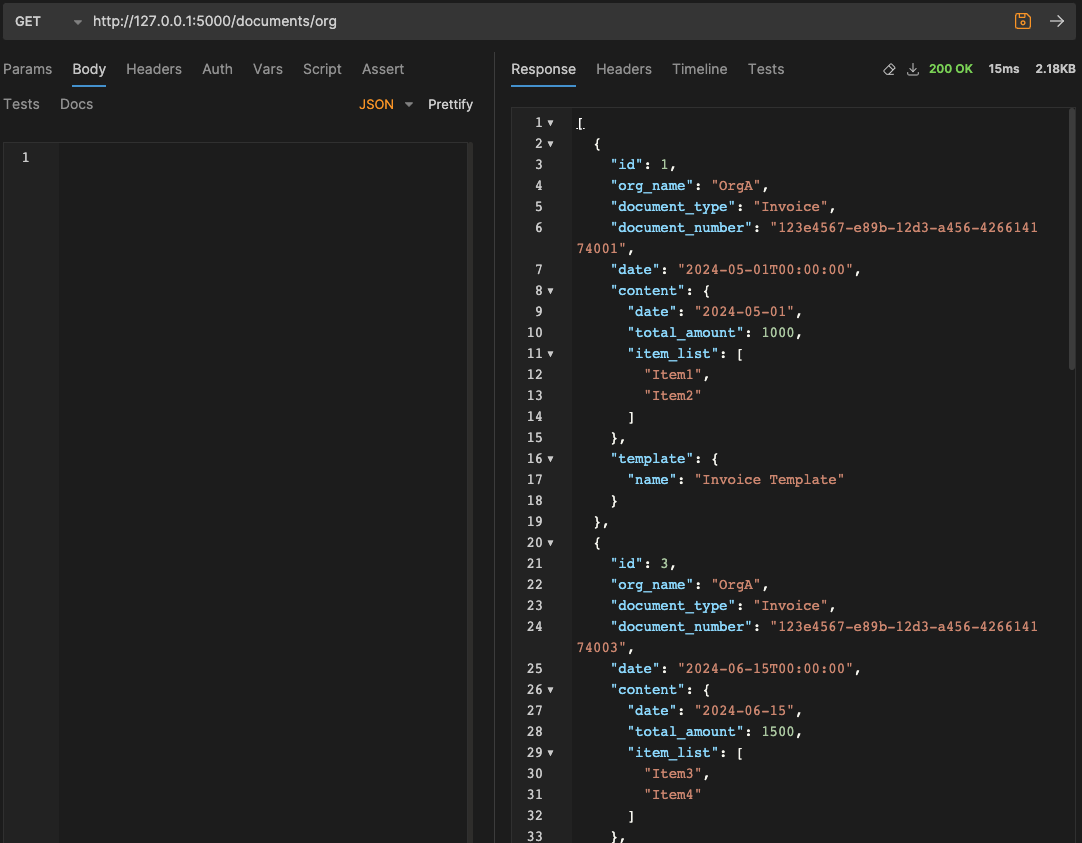 GET http://127.0.0.1:5000/documents/org
Params Body Headers Auth Vars Script Assert
Tests Docs JSON Prettify
1
Response Headers Timeline Tests 200 OK 15ms 2.18KB
1 [
2 {
3 "id": 1,
4 "org_name": "OrgA",
5 "document_type": "Invoice",
6 "document_number": "123e4567-e89b-12d3-a456-4266141
74001",
7 "date": "2024-05-01T00:00:00",
8 "content": {
9 "date": "2024-05-01",
10 "total_amount": 1000,
11 "item_list": [
12 "Item1",
13 "Item2"
14 ]
15 },
16 "template": {
17 "name": "Invoice Template"
18 }
19 },
20 {
21 "id": 3,
22 "org_name": "OrgA",
23 "document_type": "Invoice",
24 "document_number": "123e4567-e89b-12d3-a456-4266141
74003",
25 "date": "2024-06-15T00:00:00",
26 "content": {
27 "date": "2024-06-15",
28 "total_amount": 1500,
29 "item_list": [
30 "Item3",
31 "Item4"
32 ]
33 },